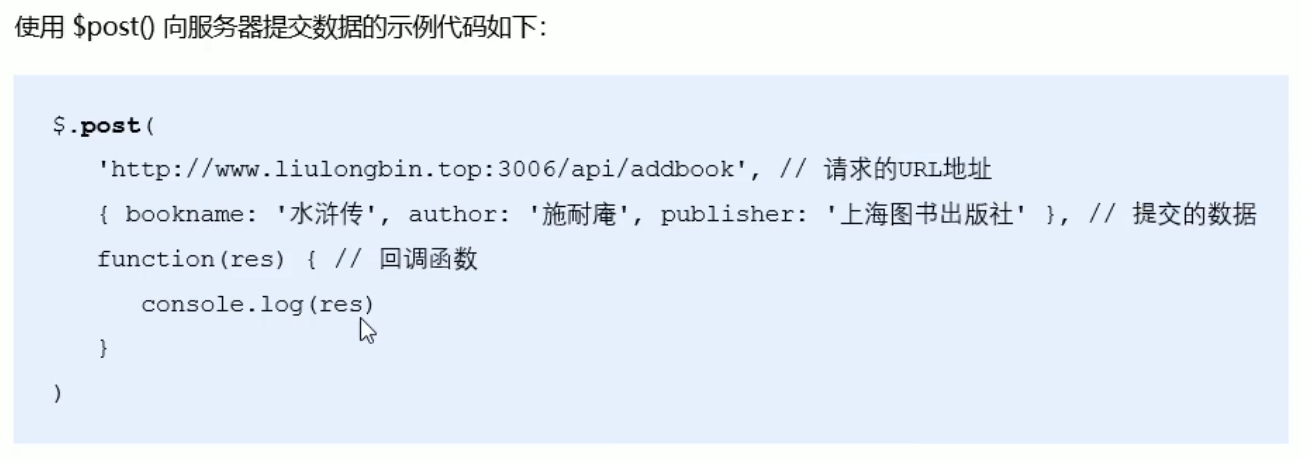 使用 $post() 向服务器提交数据的示例代码如下：
$.post(
'http://www.liulongbin.top:3006/api/addbook', // 请求的URL地址
{ bookname: '水浒传', author: '施耐庵', publisher: '上海图书出版社' }, // 提交的数据
function(res) { // 回调函数
console.log(res)
}
)